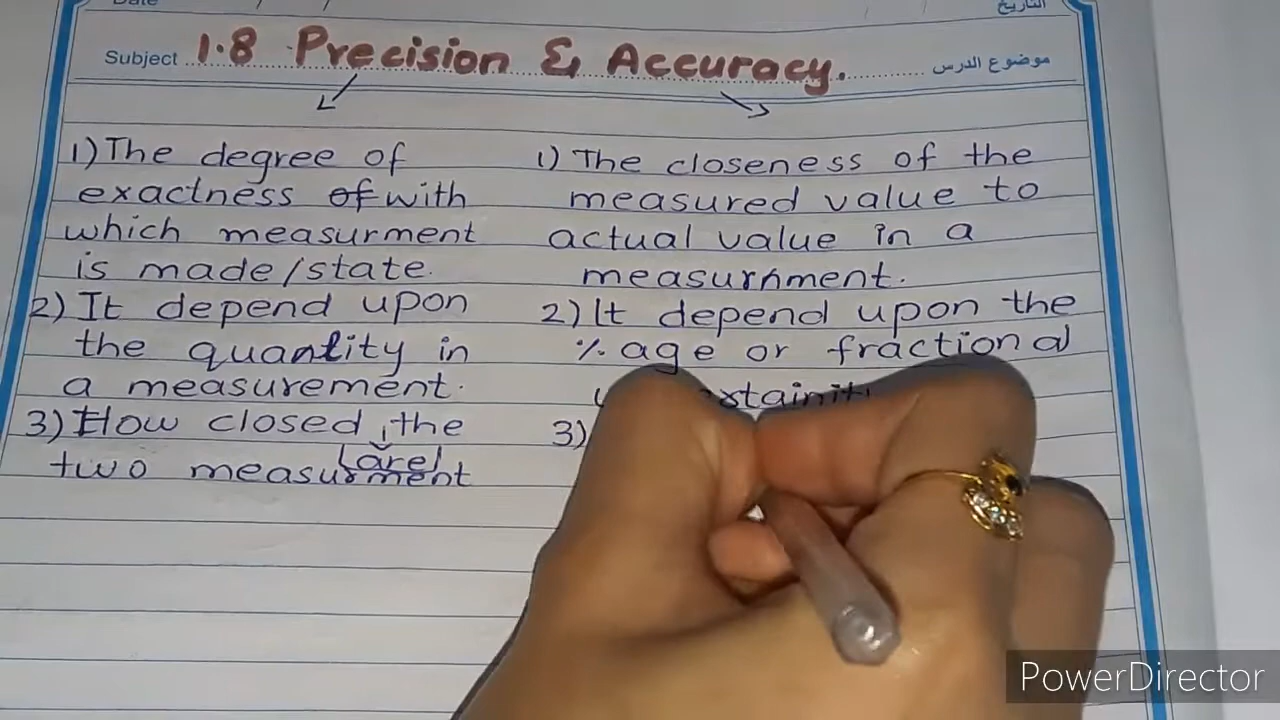 Date / / التاريخ
Subject 1.8 Precision & Accuracy. موضوع الدرس
1) The degree of
exactness of with
which measurment
is made/state.
2) It depend upon
the quantity in
a measurement.
3) How closed the
(are)
two measurment
1) The closeness of the
measured value to
actual value in a
measurnment.
2) It depend upon the
%age or fractional
3)
PowerDirector